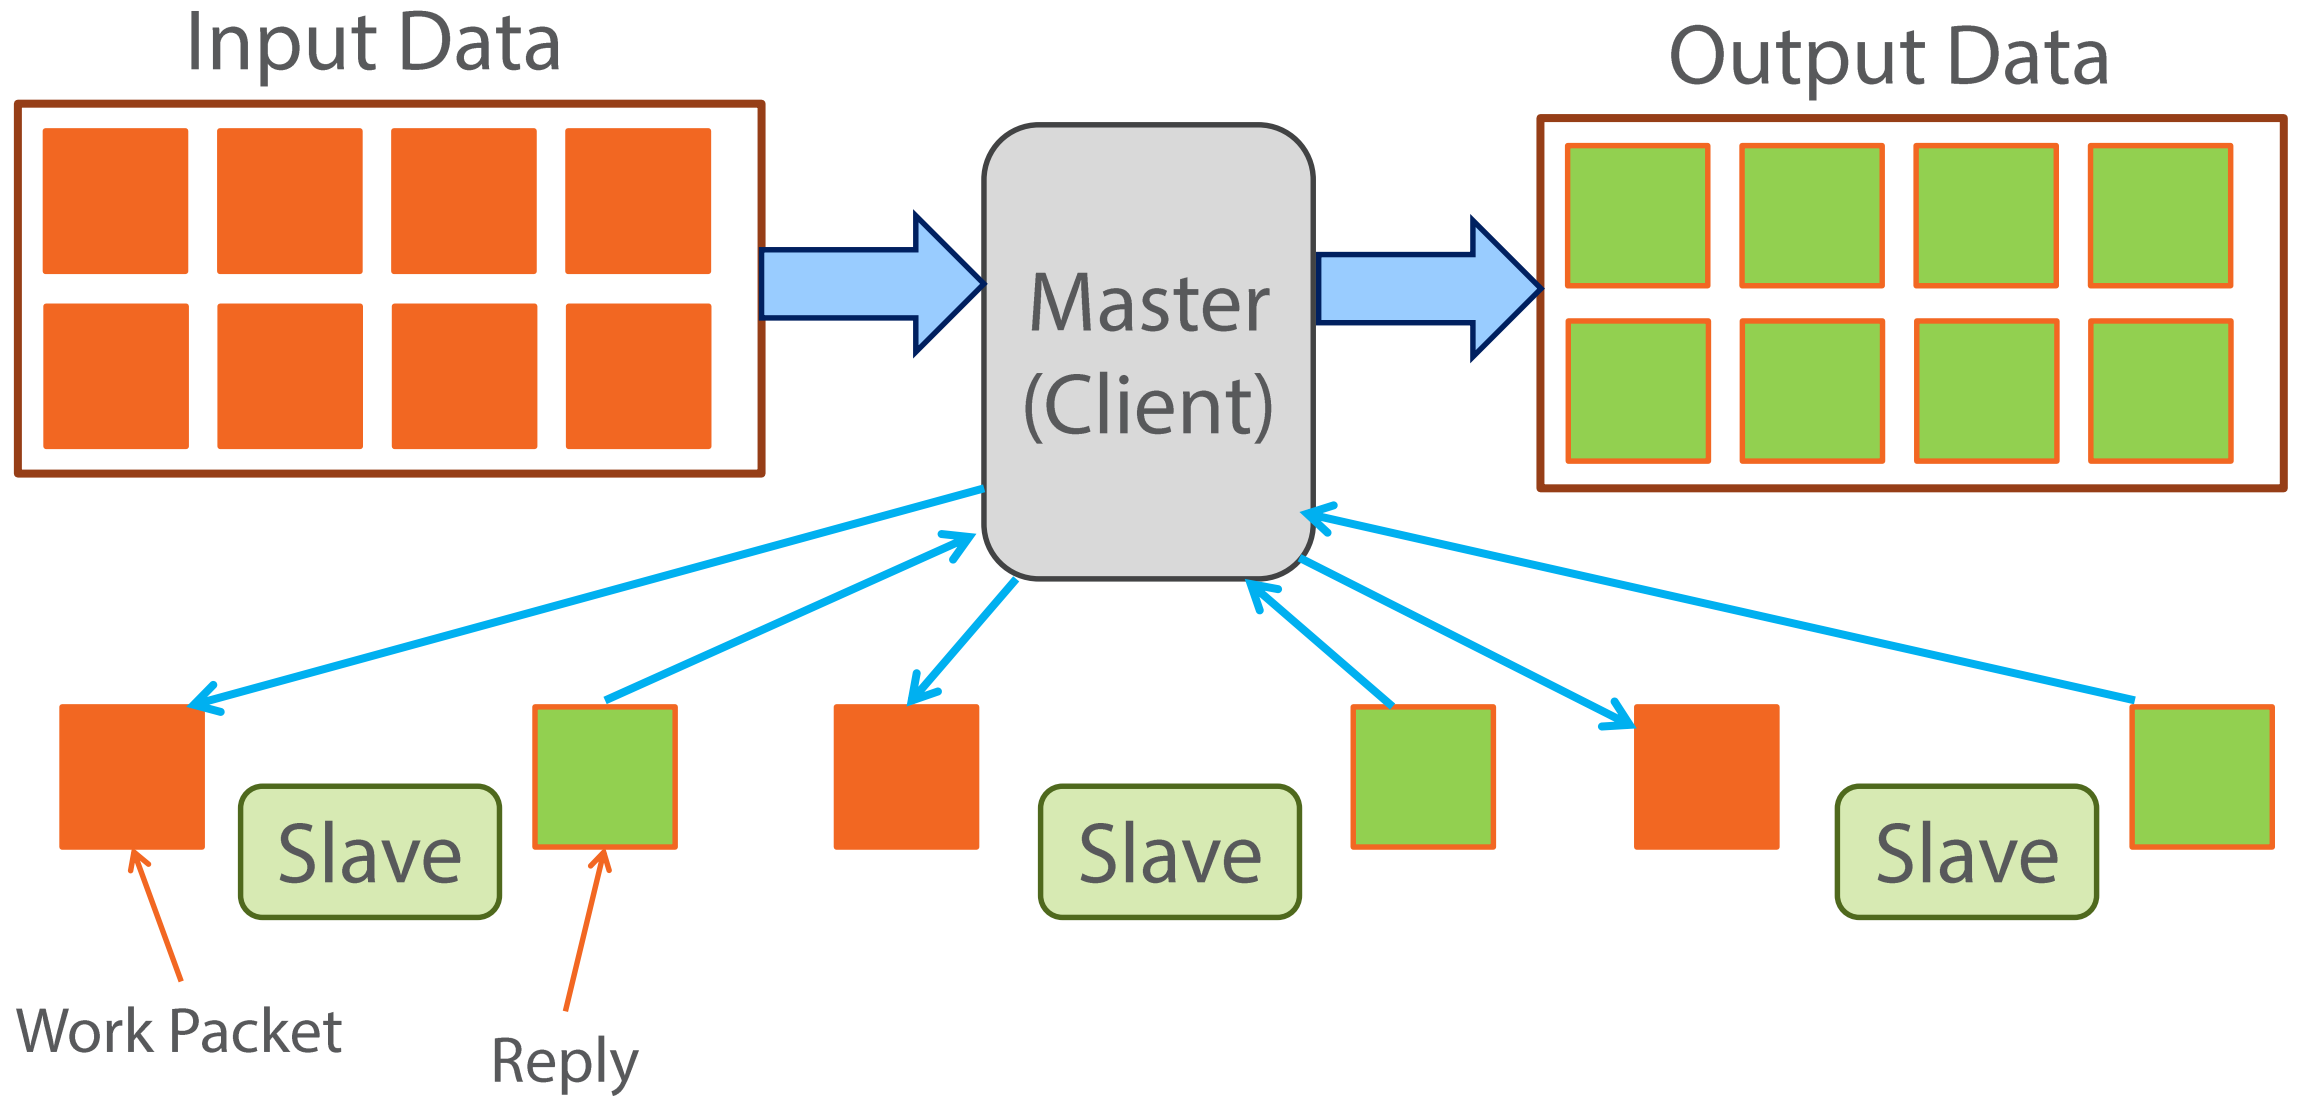 Input Data
Output Data
Master
(Client)
Slave
Slave
Slave
Work Packet
Reply